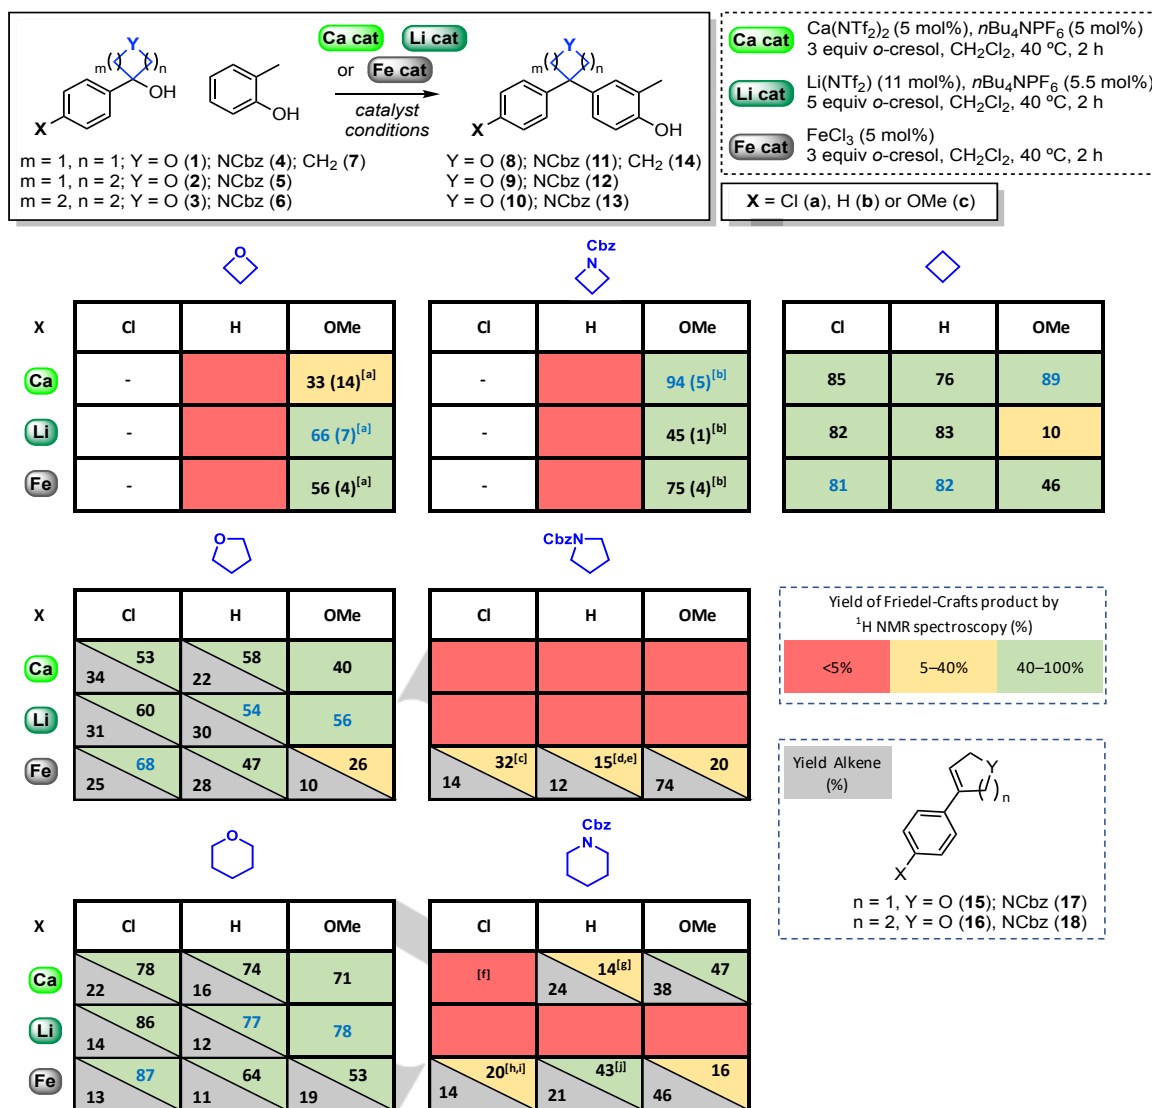 Y
m
n
OH
X
OH
Ca cat
Li cat
or
Fe cat
catalyst
conditions
Y
m
n
X
OH
m = 1, n = 1; Y = O (1); NCbz (4); CH2 (7)
m = 1, n = 2; Y = O (2); NCbz (5)
m = 2, n = 2; Y = O (3); NCbz (6)
Y = O (8); NCbz (11); CH2 (14)
Y = O (9); NCbz (12)
Y = O (10); NCbz (13)
Ca cat
Ca(NTf2)2 (5 mol%), nBu4NPF6 (5 mol%)
3 equiv o-cresol, CH2Cl2, 40 ºC, 2 h
Li cat
Li(NTf2) (11 mol%), nBu4NPF6 (5.5 mol%)
5 equiv o-cresol, CH2Cl2, 40 ºC, 2 h
Fe cat
FeCl3 (5 mol%)
3 equiv o-cresol, CH2Cl2, 40 ºC, 2 h
X = Cl (a), H (b) or OMe (c)
O
Cbz
N
X Cl H OMe
Cl H OMe
Cl H OMe
Ca - 33 (14)[a]
- 94 (5)[b]
85 76 89
Li - 66 (7)[a]
- 45 (1)[b]
82 83 10
Fe - 56 (4)[a]
- 75 (4)[b]
81 82 46
O
CbzN
X Cl H OMe
Cl H OMe
Ca 53 34 58 22 40
Li 60 31 54 30 56
Fe 68 25 47 28 26 10
32[c] 14 15[d,e] 12 20 74
Yield of Friedel-Crafts product by
1H NMR spectroscopy (%)
<5% 5–40% 40–100%
Yield Alkene
(%)
Y
n
X
n = 1, Y = O (15); NCbz (17)
n = 2, Y = O (16), NCbz (18)
O
Cbz
N
X Cl H OMe
Cl H OMe
Ca 78 22 74 16 71
[f] 14[g] 24 47 38
Li 86 14 77 12 78
Fe 87 13 64 11 53 19
20[h,i] 14 43[j] 21 16 46